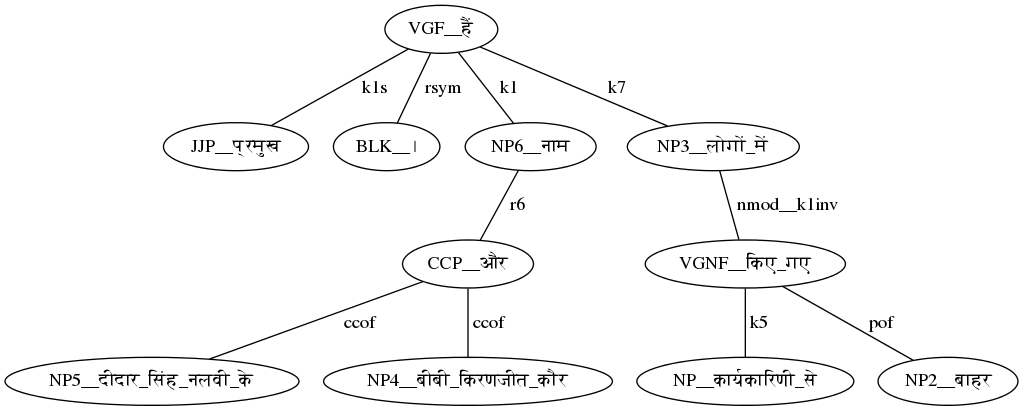 VGF__हैं
k1s rsym k1 k7
JJP__प्रमुख BLK__। NP6__नाम NP3__लोगों_में
r6 nmod__k1inv
CCP__और VGNF__किए_गए
ccof ccof k5 pof
NP5__दीदार_सिंह_नलवी_के NP4__बीबी_किरणजीत_कौर NP__कार्यकारिणी_से NP2__बाहर